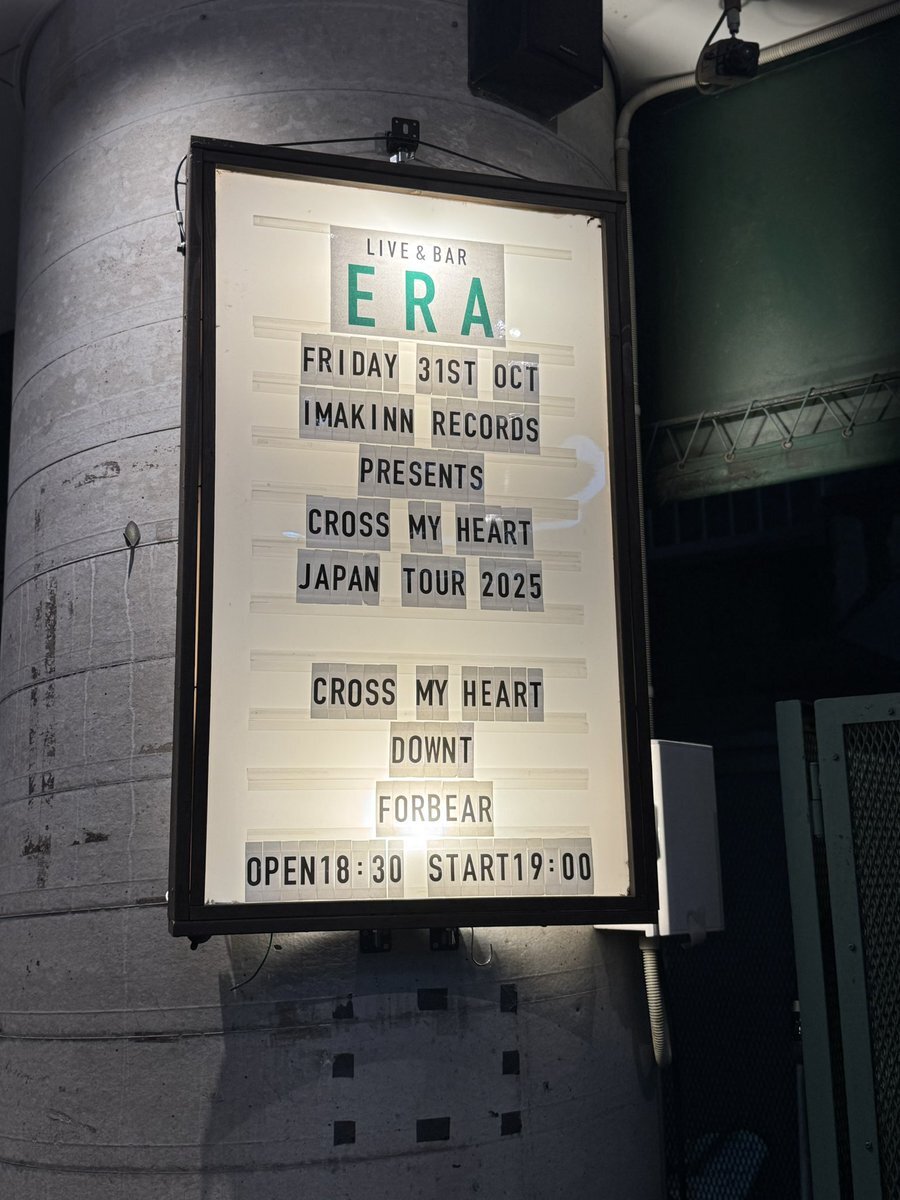 LIVE & BAR
ERA
FRIDAY 31ST OCT
IMAKINN RECORDS
PRESENTS
CROSS MY HEART
JAPAN TOUR 2025
CROSS MY HEART
DOWNT
FORBEAR
OPEN18:30 START19:00